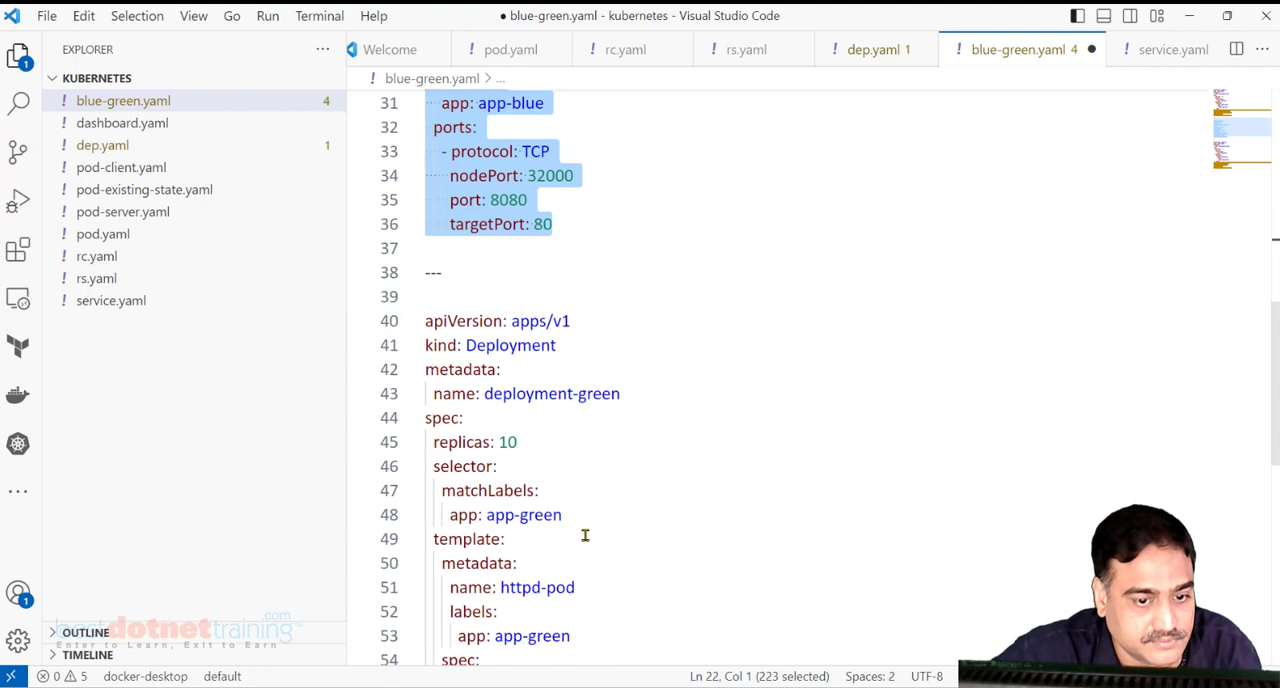 File Edit Selection View Go Run Terminal Help
● blue-green.yaml - kubernetes - Visual Studio Code
EXPLORER
Welcome
! pod.yaml
! rc.yaml
! rs.yaml
! dep.yaml 1
! blue-green.yaml 4 ●
! service.yaml
1
KUBERNETES
! blue-green.yaml > ...
! blue-green.yaml 4
! dashboard.yaml
! dep.yaml 1
! pod-client.yaml
! pod-existing-state.yaml
! pod-server.yaml
! pod.yaml
! rc.yaml
! rs.yaml
! service.yaml
31 app: app-blue
32 ports:
33 - protocol: TCP
34 nodePort: 32000
35 port: 8080
36 targetPort: 80
37
38 ---
39
40 apiVersion: apps/v1
41 kind: Deployment
42 metadata:
43 name: deployment-green
44 spec:
45 replicas: 10
46 selector:
47 matchLabels:
48 app: app-green
49 template:
50 metadata:
51 name: httpd-pod
52 labels:
53 app: app-green
54 spec:
1
OUTLINE
TIMELINE
bestdotnettraining.com
Enter to Learn, Exit to Earn
0 5 docker-desktop default
Ln 22, Col 1 (223 selected) Spaces: 2 UTF-8